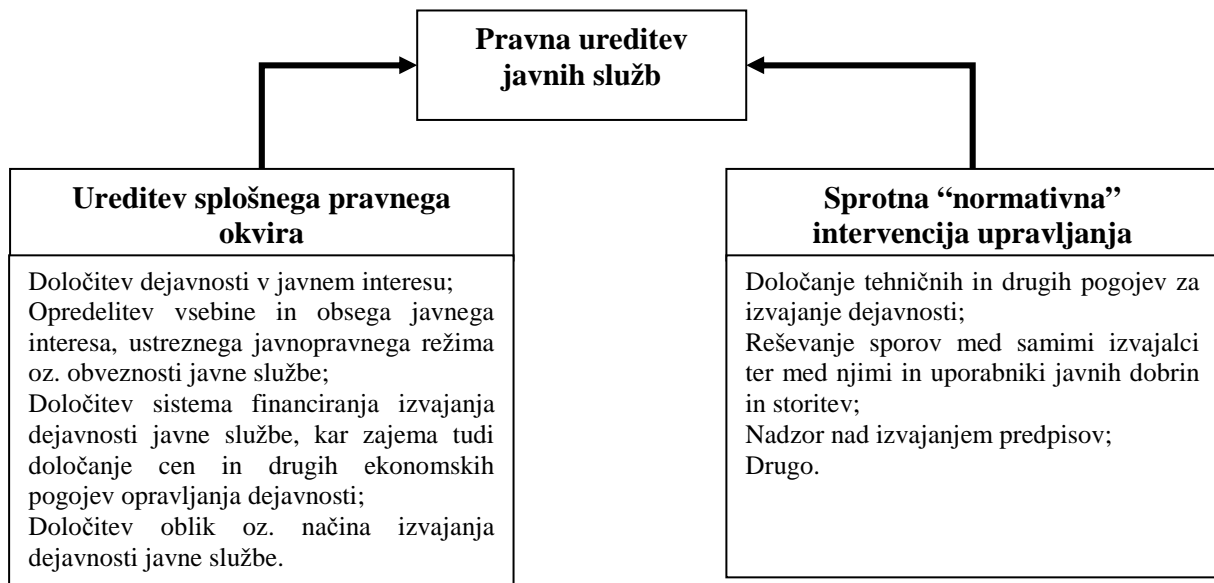 Pravna ureditev
javnih služb
Ureditev splošnega pravnega
okvira
Določitev dejavnosti v javnem interesu;
Opredelitev vsebine in obsega javnega
interesa, ustreznega javnopravnega režima
oz. obveznosti javne službe;
Določitev sistema financiranja izvajanja
dejavnosti javne službe, kar zajema tudi
določanje cen in drugih ekonomskih
pogojev opravljanja dejavnosti;
Določitev oblik oz. načina izvajanja
dejavnosti javne službe.
Sprotna “normativna”
intervencija upravljanja
Določanje tehničnih in drugih pogojev za
izvajanje dejavnosti;
Reševanje sporov med samimi izvajalci
ter med njimi in uporabniki javnih dobrin
in storitev;
Nadzor nad izvajanjem predpisov;
Drugo.